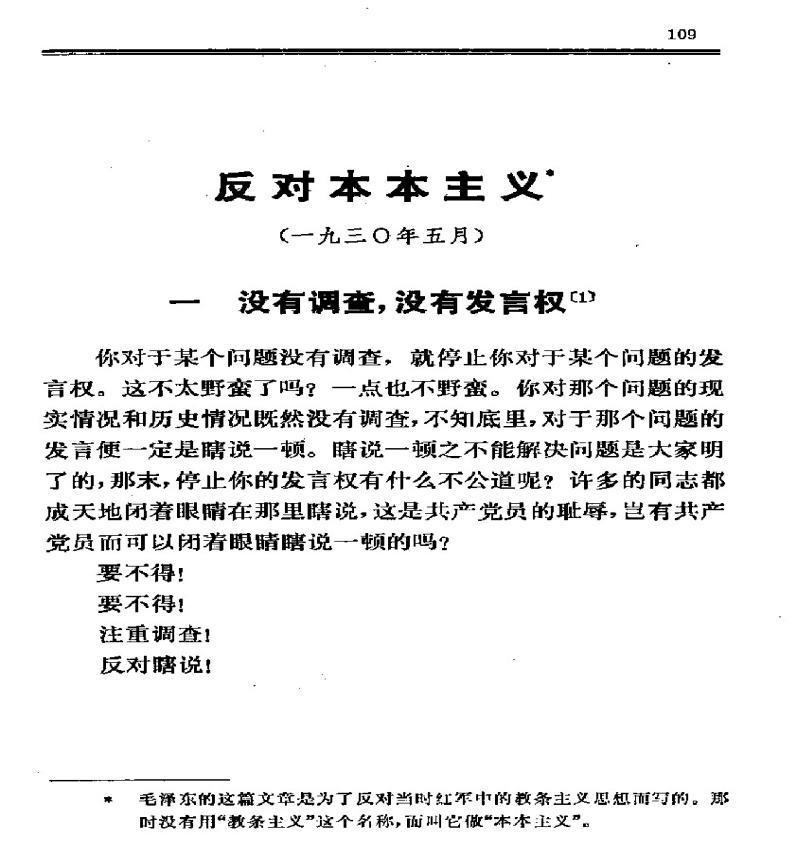 109
反对本本主义*
(一九三〇年五月)
一 没有调查,没有发言权〔1〕
你对于某个问题没有调查,就停止你对于某个问题的发
言权。这不太野蛮了吗?一点也不野蛮。你对那个问题的现
实情况和历史情况既然没有调查,不知底里,对于那个问题的
发言便一定是瞎说一顿。瞎说一顿之不能解决问题是大家明
了的,那末,停止你的发言权有什么不公道呢?许多的同志都
成天地闭着眼睛在那里瞎说,这是共产党员的耻辱,岂有共产
党员而可以闭着眼睛瞎说一顿的吗?
要不得!
要不得!
注重调查!
反对瞎说!
* 毛泽东的这篇文章是为了反对当时红军中的教条主义思想而写的。那
时没有用“教条主义”这个名称,而叫它做“本本主义”。